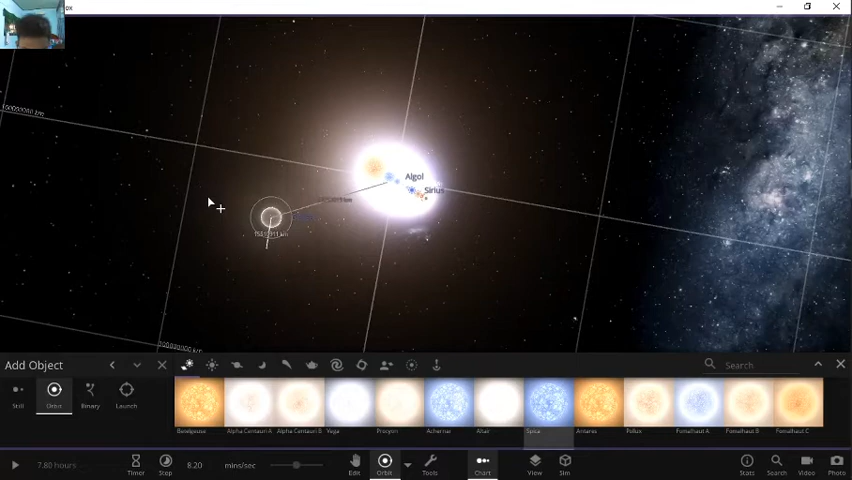 ox
Algol
Sirius
Add Object
Search
Still
Orbit
Binary
Launch
Betelgeuse
Alpha Centauri A
Alpha Centauri B
Vega
Procyon
Achernar
Altair
Spica
Antares
Pollux
Fomalhaut A
Fomalhaut B
Fomalhaut C
7.80 hours
Timer
Step
8.20
mins/sec
Edit
Orbit
Tools
Chart
View
Sim
Stats
Search
Video
Photo